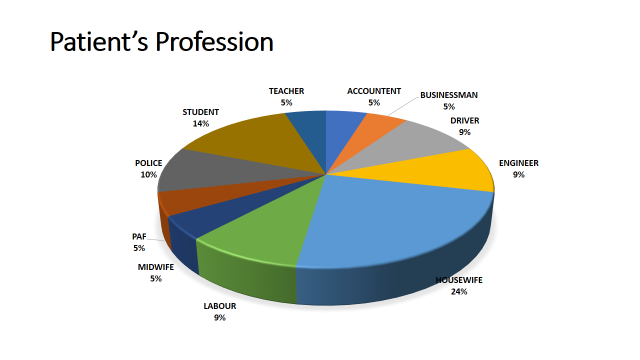 Patient's Profession
TEACHER
5%
ACCOUNTENT
5%
BUSINESSMAN
5%
STUDENT
14%
DRIVER
9%
POLICE
10%
ENGINEER
9%
PAF
5%
MIDWIFE
5%
HOUSEWIFE
24%
LABOUR
9%